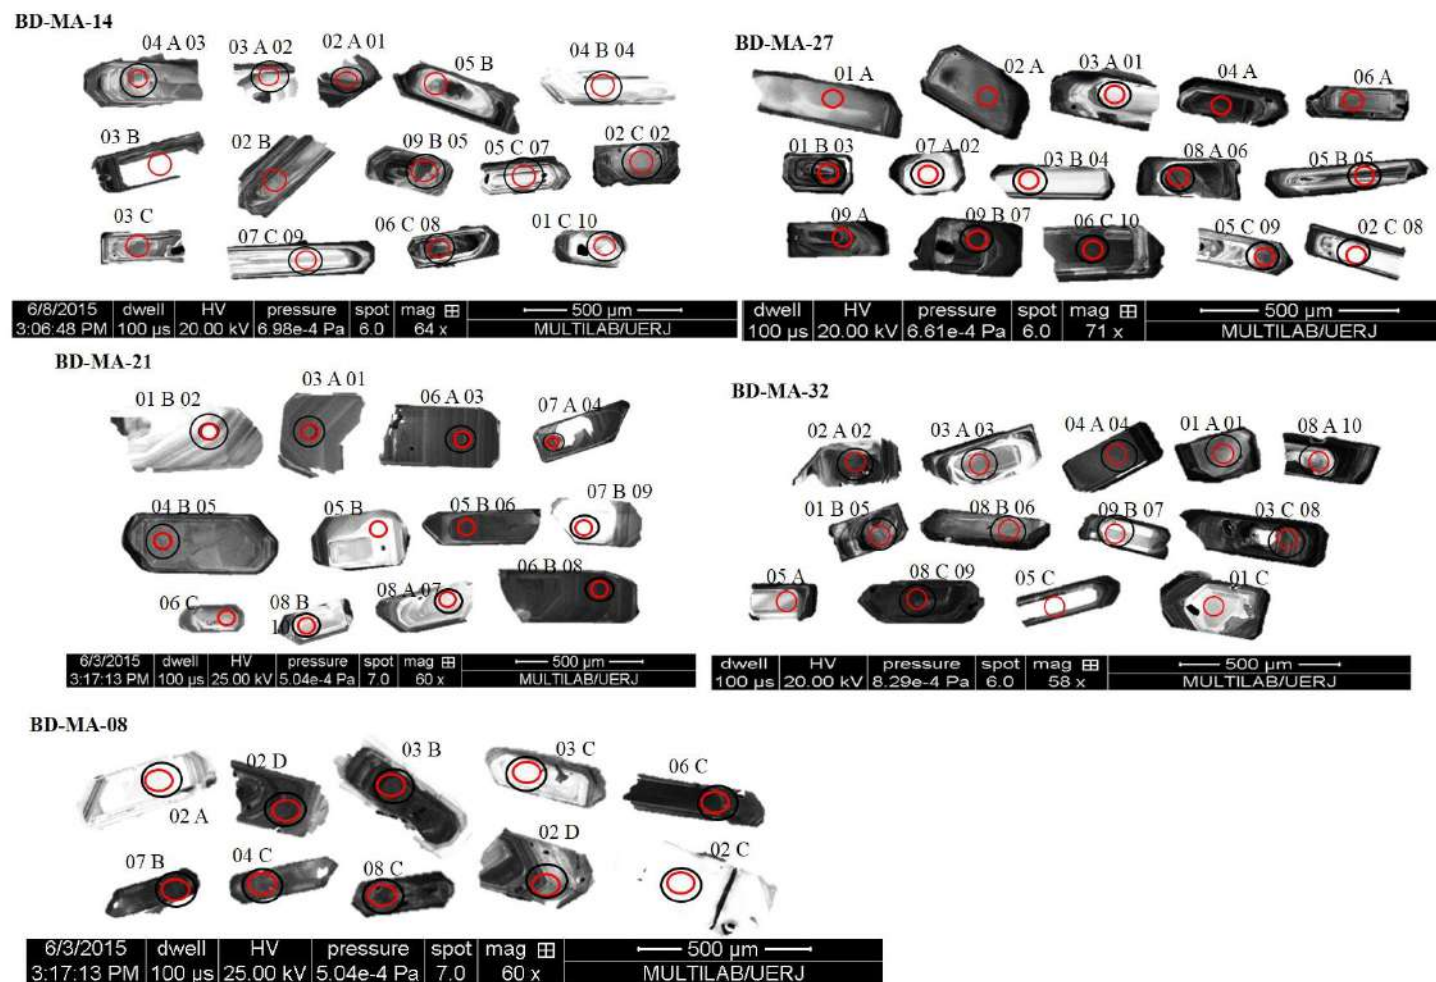 BD-MA-14
04 A 03
03 A 02
02 A 01
05 B
04 B 04
03 B
02 B
09 B 05
05 C 07
02 C 02
03 C
07 C 09
06 C 08
01 C 10
6/8/2015 dwell HV pressure spot mag 500 µm
3:06:48 PM 100 µs 20.00 kV 6.98e-4 Pa 6.0 64 x MULTILAB/UERJ
BD-MA-27
01 A
02 A
03 A 01
04 A
06 A
01 B 03
07 A 02
03 B 04
08 A 06
05 B 05
09 A
09 B 07
06 C 10
05 C 09
02 C 08
dwell HV pressure spot mag 500 µm
100 µs 20.00 kV 6.61e-4 Pa 6.0 71 x MULTILAB/UERJ
BD-MA-21
01 B 02
03 A 01
06 A 03
07 A 04
04 B 05
05 B
05 B 06
07 B 09
06 C
08 B
10
08 A 07
06 B 08
6/3/2015 dwell HV pressure spot mag 500 µm
3:17:13 PM 100 µs 25.00 kV 5.04e-4 Pa 7.0 60 x MULTILAB/UERJ
BD-MA-32
02 A 02
03 A 03
04 A 04
01 A 01
08 A 10
01 B 05
08 B 06
09 B 07
03 C 08
05 A
08 C 09
05 C
01 C
dwell HV pressure spot mag 500 µm
100 µs 20.00 kV 8.29e-4 Pa 6.0 58 x MULTILAB/UERJ
BD-MA-08
02 A
02 D
03 B
03 C
06 C
07 B
04 C
08 C
02 D
02 C
6/3/2015 dwell HV pressure spot mag 500 µm
3:17:13 PM 100 µs 25.00 kV 5.04e-4 Pa 7.0 60 x MULTILAB/UERJ